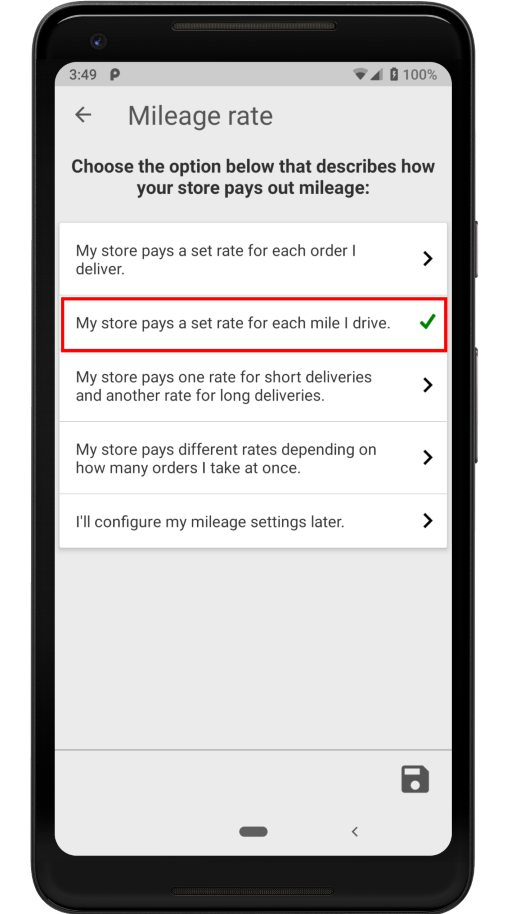 3:49 100%
Mileage rate
Choose the option below that describes how
your store pays out mileage:
My store pays a set rate for each order I
deliver.
My store pays a set rate for each mile I drive.
My store pays one rate for short deliveries
and another rate for long deliveries.
My store pays different rates depending on
how many orders I take at once.
I'll configure my mileage settings later.